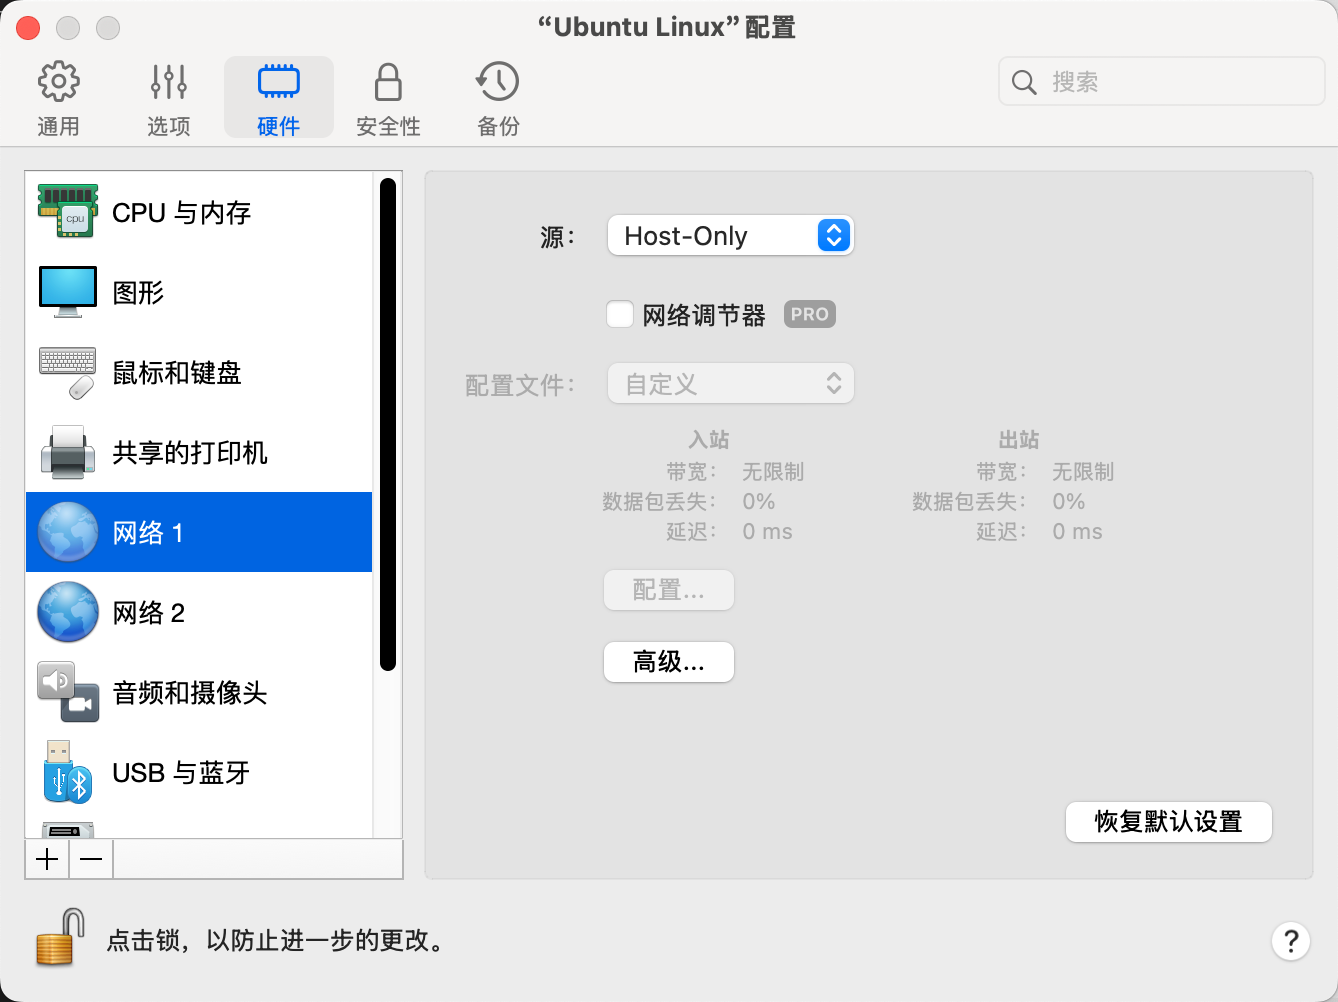 “Ubuntu Linux”配置
通用 选项 硬件 安全性 备份 搜索
CPU 与内存
图形
鼠标和键盘
共享的打印机
网络 1
网络 2
音频和摄像头
USB 与蓝牙
cpu
源： Host-Only
网络调节器 PRO
配置文件： 自定义
入站 出站
带宽： 无限制 带宽： 无限制
数据包丢失： 0% 数据包丢失： 0%
延迟： 0 ms 延迟： 0 ms
配置...
高级...
恢复默认设置
点击锁，以防止进一步的更改。
?